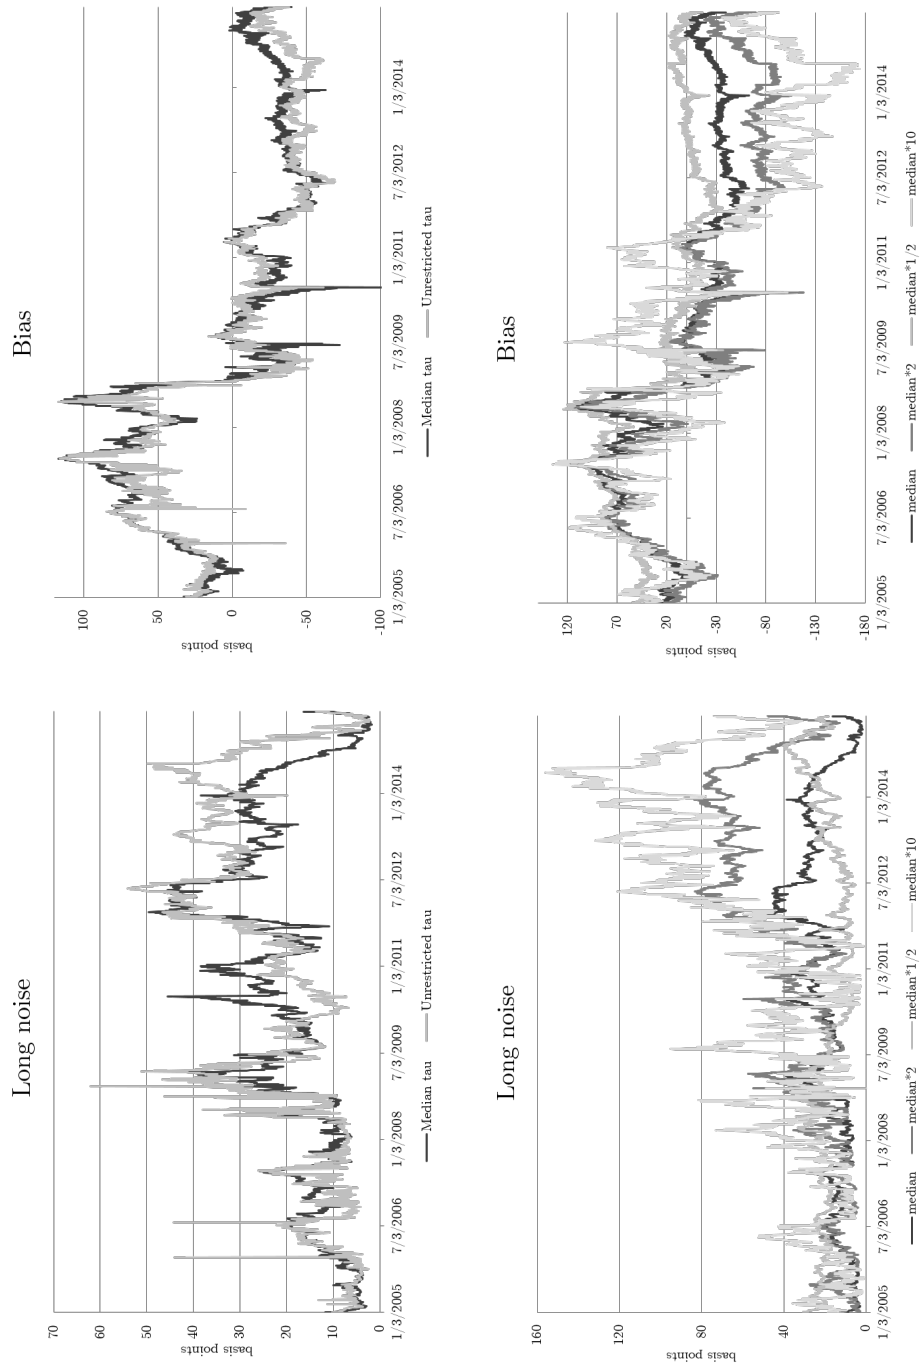 Long noise
70
60
50
40
30
20
10
0
basis points
1/3/2005
7/3/2006
1/3/2008
7/3/2009
1/3/2011
7/3/2012
1/3/2014
Median tau
Unrestricted tau
Bias
100
50
0
-50
-100
basis points
1/3/2005
7/3/2006
1/3/2008
7/3/2009
1/3/2011
7/3/2012
1/3/2014
Median tau
Unrestricted tau
Long noise
160
120
80
40
0
basis points
1/3/2005
7/3/2006
1/3/2008
7/3/2009
1/3/2011
7/3/2012
1/3/2014
median
median*2
median*1/2
median*10
Bias
120
70
20
-30
-80
-130
-180
basis points
1/3/2005
7/3/2006
1/3/2008
7/3/2009
1/3/2011
7/3/2012
1/3/2014
median
median*2
median*1/2
median*10